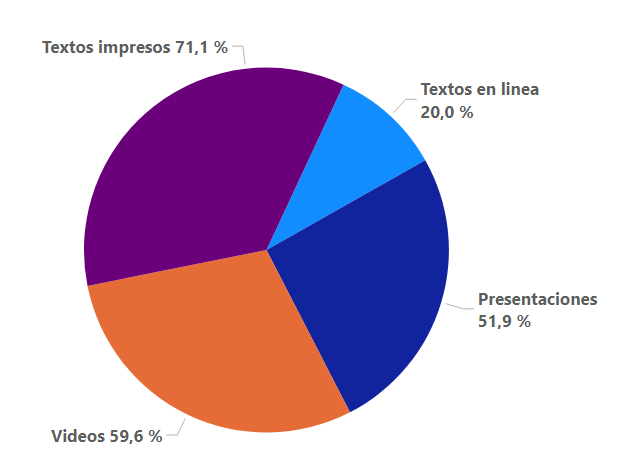 Textos impresos 71,1 %
Textos en linea
20,0 %
Presentaciones
51,9 %
Videos 59,6 %